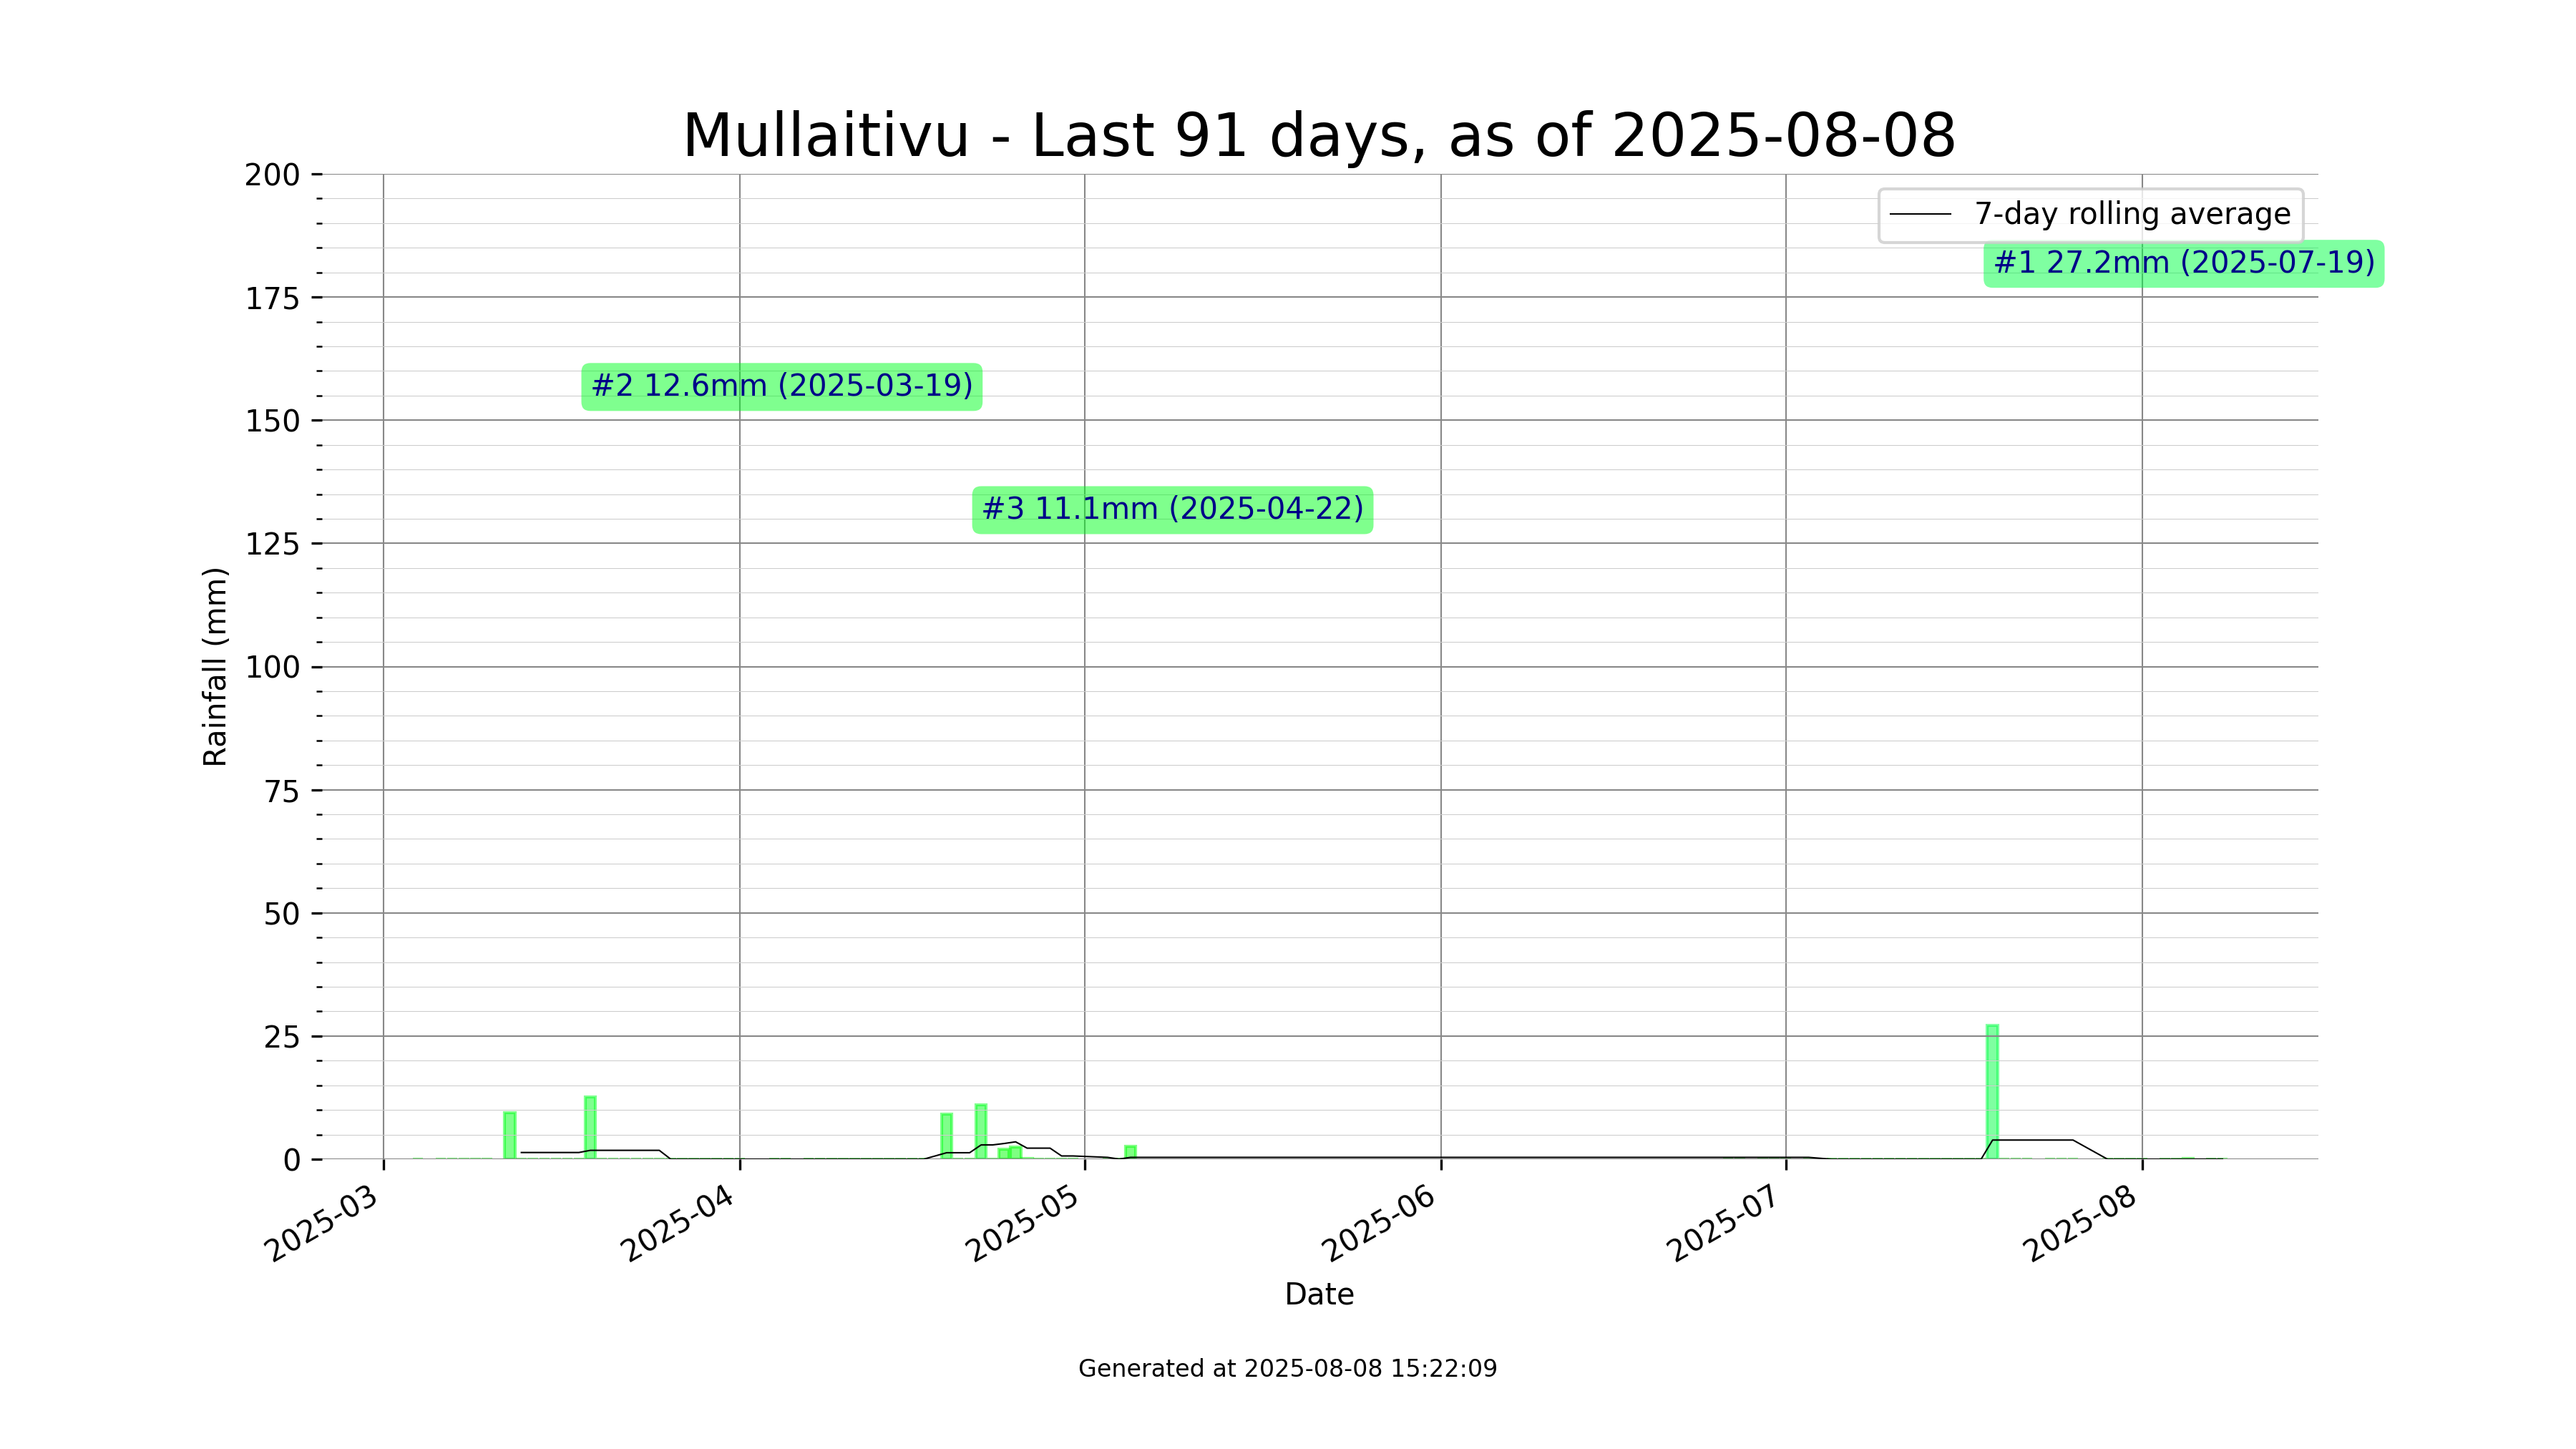 Mullaitivu - Last 91 days, as of 2025-08-08
200
175
150
125
100
75
50
25
0
Rainfall (mm)
7-day rolling average
#1 27.2mm (2025-07-19)
#2 12.6mm (2025-03-19)
#3 11.1mm (2025-04-22)
2025-03
2025-04
2025-05
2025-06
2025-07
2025-08
Date
Generated at 2025-08-08 15:22:09